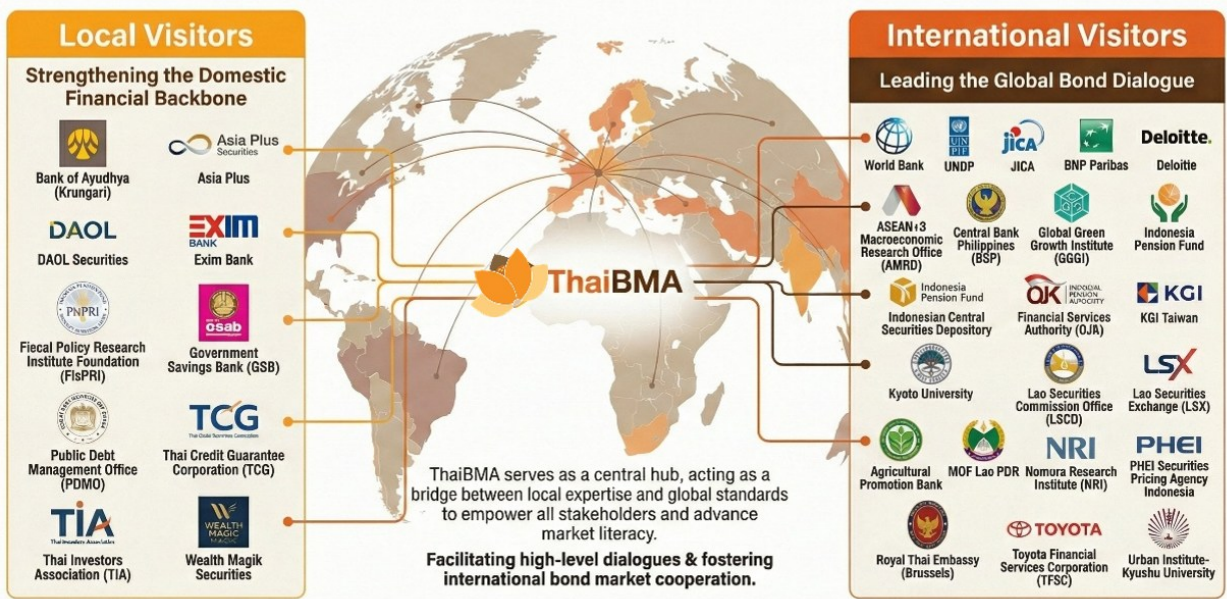 Local Visitors
Strengthening the Domestic
Financial Backbone
Bank of Ayudhya
(Krungari)
Asia Plus
Securities
Asia Plus
DAOL
DAOL Securities
EXIM
BANK
Exim Bank
PNPRI
Fiecal Policy Research
Institute Foundation
(FIsPRI)
csab
Government
Savings Bank (GSB)
Public Debt
Management Office
(PDMO)
TCG
Thai Credit Guarantee
Corporation (TCG)
TIA
Thai Investors
Association (TIA)
WEALTH
MAGIC
Wealth Magik
Securities
ThaiBMA
ThaiBMA serves as a central hub, acting as a
bridge between local expertise and global standards
to empower all stakeholders and advance
market literacy.
Facilitating high-level dialogues & fostering
international bond market cooperation.
International Visitors
Leading the Global Bond Dialogue
World Bank
UN
UNDP
jiCA
JICA
BNP Paribas
Deloitte.
Deloitte
ASEAN+3
Macroeconomic
Research Office
(AMRD)
Central Bank
Philippines
(BSP)
Global Green
Growth Institute
(GGGI)
Indonesia
Pension Fund
Indonesia
Pension Fund
Indonesian Central
Securities Depository
OJK
Financial Services
Authority (OJA)
KGI
KGI Taiwan
Kyoto University
Lao Securities
Commission Office
(LSCD)
LSX
Lao Securities
Exchange (LSX)
Agricultural
Promotion Bank
MOF Lao PDR
NRI
Nomora Research
Institute (NRI)
PHEI
PHEI Securities
Pricing Agency
Indonesia
Royal Thai Embassy
(Brussels)
TOYOTA
Toyota Financial
Services Corporation
(TFSC)
Urban Institute-
Kyushu University